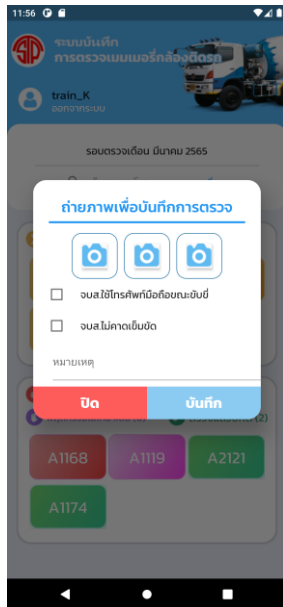 11:56
ระบบบันทึก
การตรวจเมมเมอรี่กล้องติดรถ
train_K
ออกจากระบบ
รอบตรวจเดือน มีนาคม 2565
ถ่ายภาพเพื่อบันทึกการตรวจ
จบส.ใช้โทรศัพท์มือถือขณะขับขี่
จบส.ไม่คาดเข็มขัด
หมายเหตุ
ปิด บันทึก
(2)
A1168 A1119 A2121
A1174